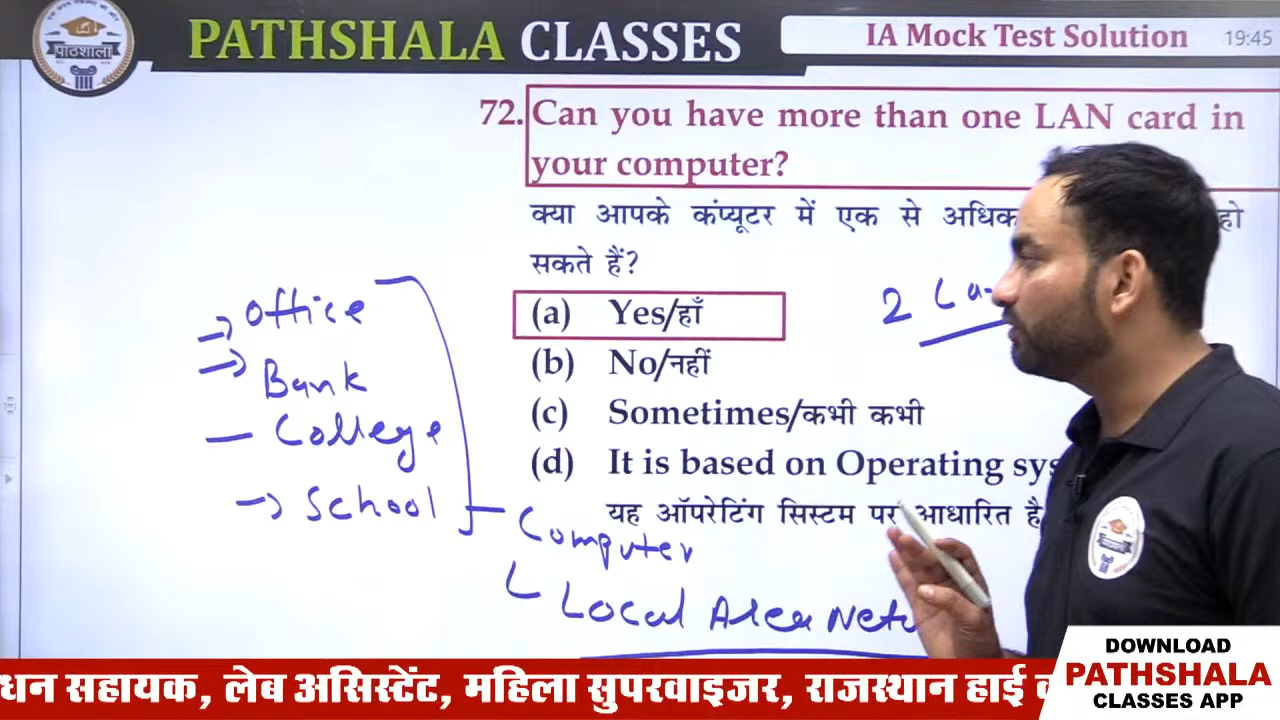 पाठशाला
PATHSHALA CLASSES
IA Mock Test Solution
19:45
72. Can you have more than one LAN card in
your computer?
क्या आपके कंप्यूटर में एक से अधिक हो
सकते हैं?
(a) Yes/हाँ
(b) No/नहीं
(c) Sometimes/कभी कभी
(d) It is based on Operating sys
यह ऑपरेटिंग सिस्टम पर आधारित है
2 Ca
→ Office
→ Bank
— College
→ School
Computer
Local Area Netw
धन सहायक, लेब असिस्टेंट, महिला सुपरवाइजर, राजस्थान हाई
DOWNLOAD
PATHSHALA
CLASSES APP